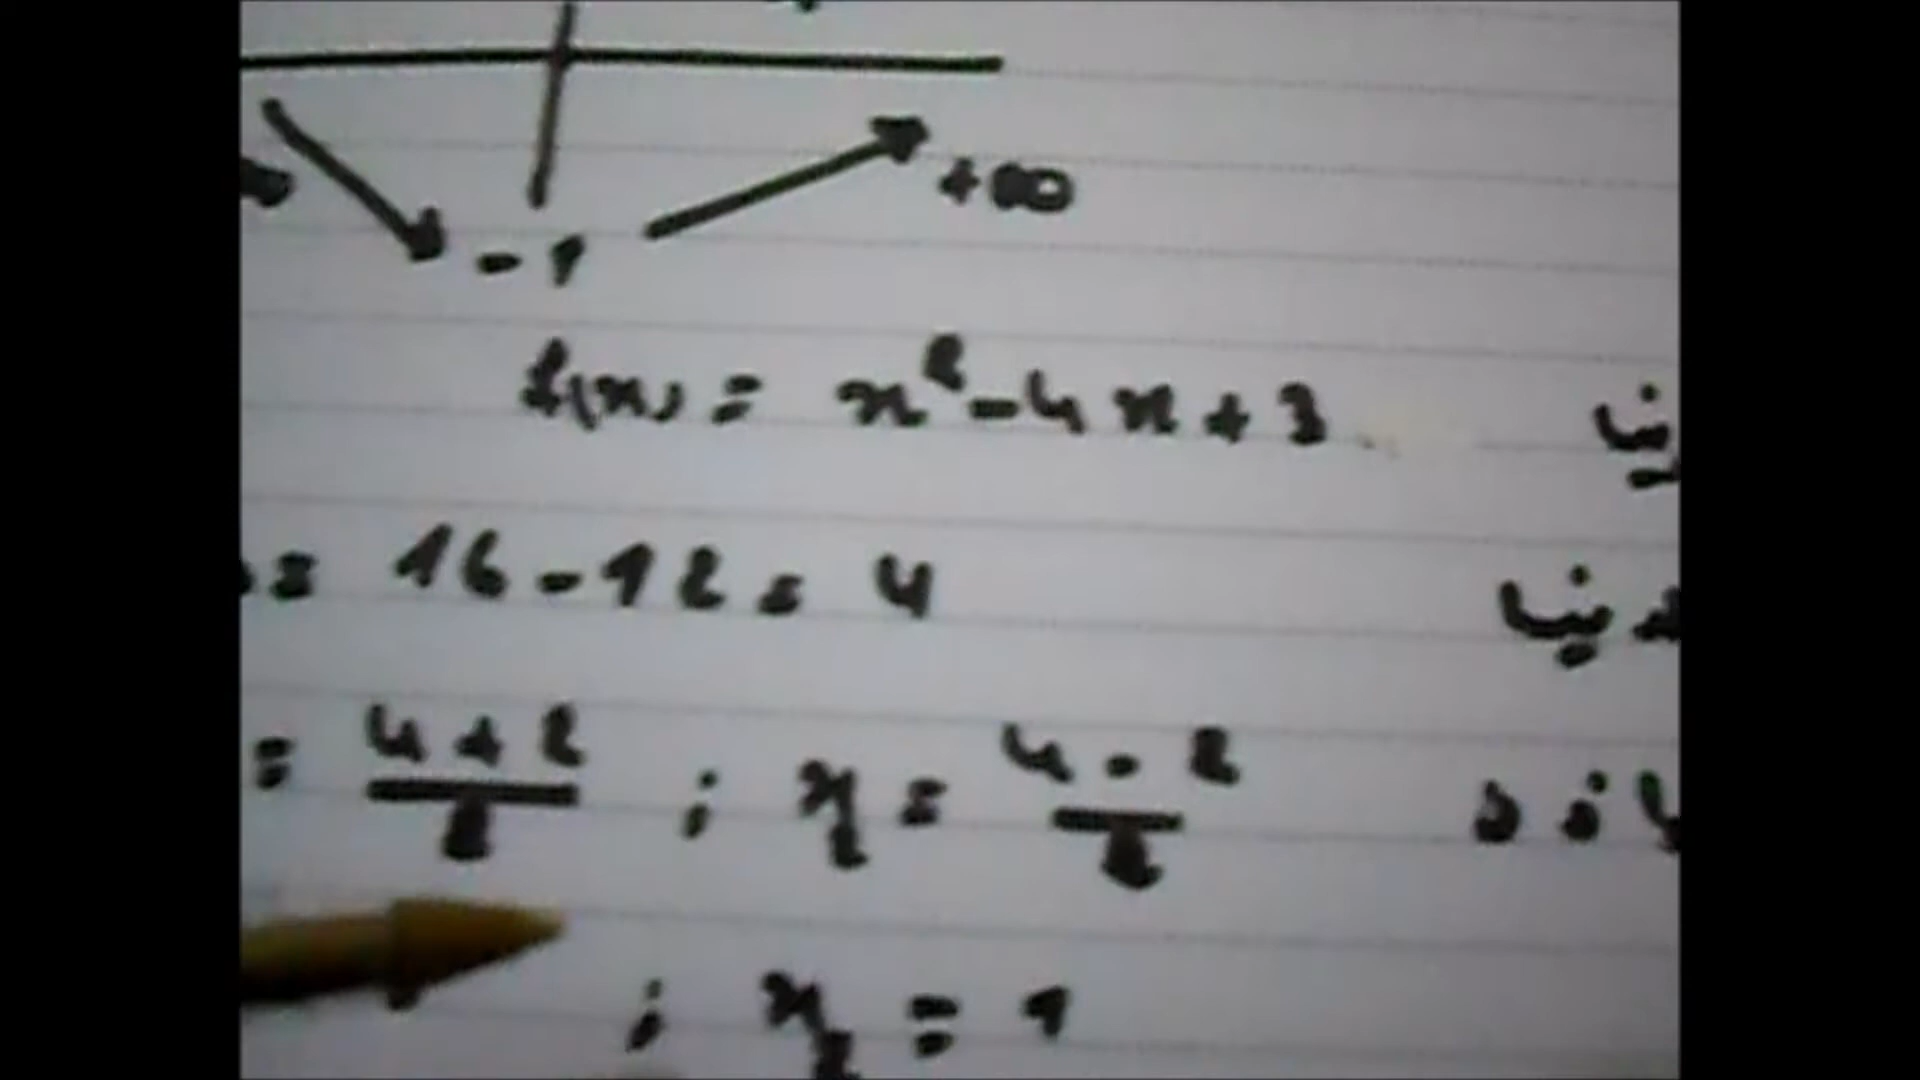 +∞
-1
f(x) = x²-4x+3
= 16-12 = 4
= 4+2/2 ; x₂ = 4-2/2
; x₂ = 1